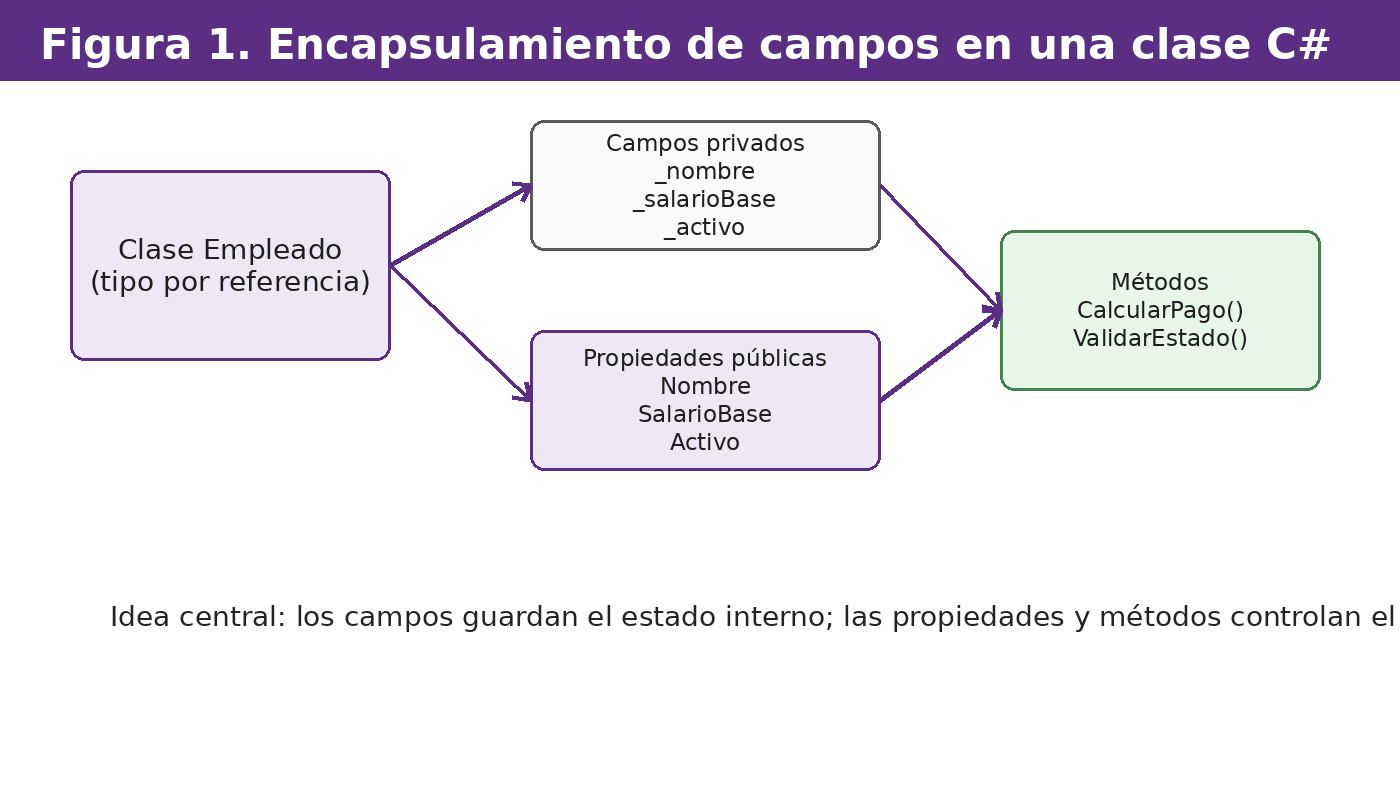 Figura 1. Encapsulamiento de campos en una clase C#
Clase Empleado
(tipo por referencia)
Campos privados
_nombre
_salarioBase
_activo
Propiedades públicas
Nombre
SalarioBase
Activo
Métodos
CalcularPago()
ValidarEstado()
Idea central: los campos guardan el estado interno; las propiedades y métodos controlan el